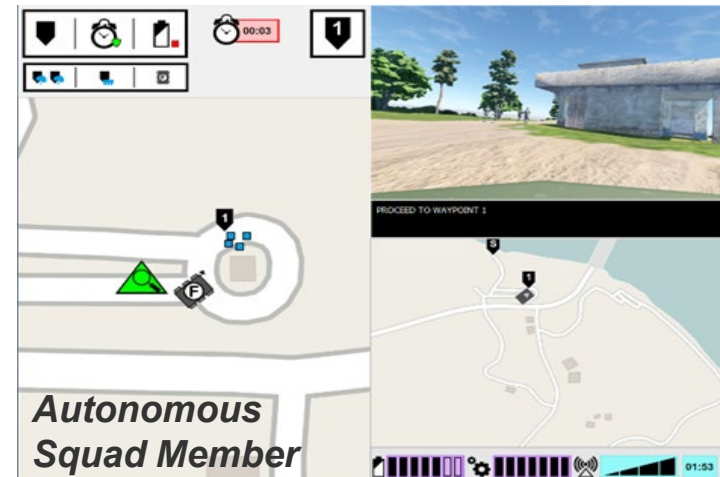 00:03
1
PROCEED TO WAYPOINT 1
1
F
S
1
Autonomous
Squad Member
01:53